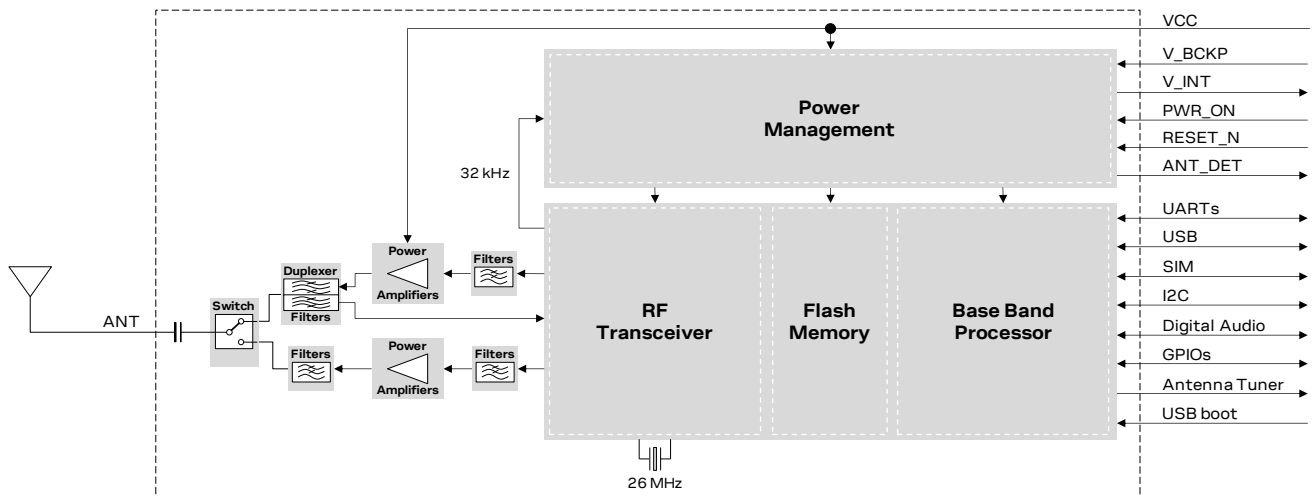 VCC
V_BCKP
V_INT
Power
Management
PWR_ON
RESET_N
32 kHz
ANT_DET
UARTs
USB
Power
Filters
Duplexer
SIM
Amplifiers
I2C
Switch
Filters
RF
Transceiver
Flash
Memory
Base Band
Processor
ANT
Digital Audio
Filters
Power
Filters
GPIOs
Amplifiers
Antenna Tuner
USB boot
26 MHz